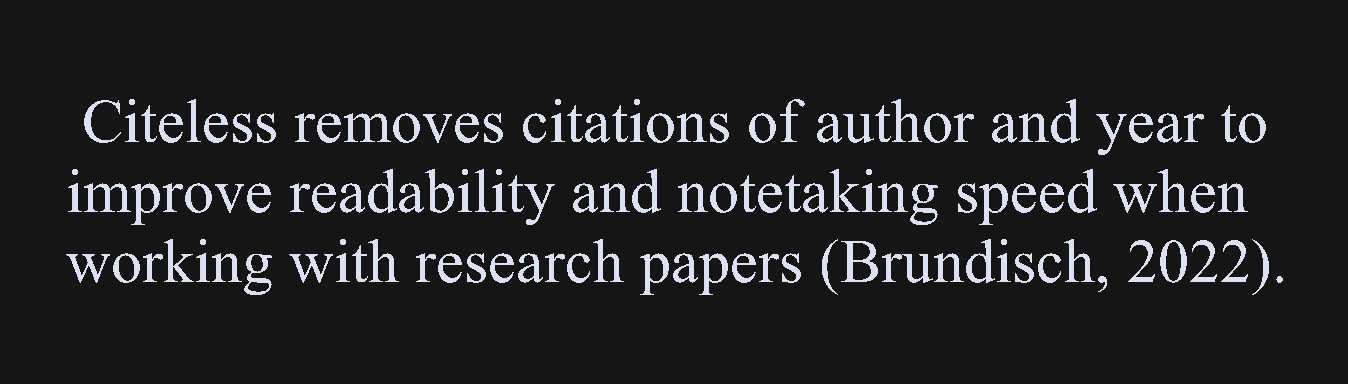 Citeless removes citations of author and year to
improve readability and notetaking speed when
working with research papers (Brundisch, 2022).